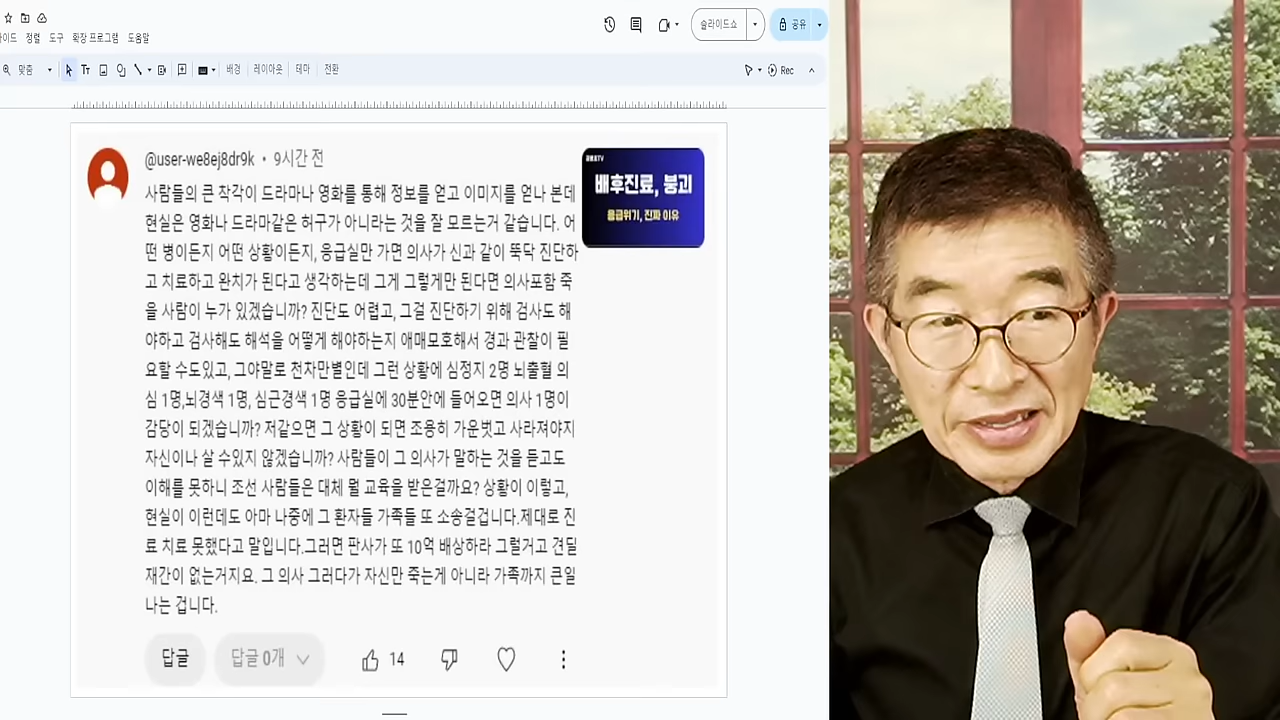 이드 정렬 도구 확장 프로그램 도움말
슬라이드쇼
공유
맞춤
배경 레이아웃 테마 전환
Rec
@user-we8ej8dr9k • 9시간 전
사람들의 큰 착각이 드라마나 영화를 통해 정보를 얻고 이미지를 얻나 본데
현실은 영화나 드라마같은 허구가 아니라는 것을 잘 모르는거 같습니다. 어
떤 병이든지 어떤 상황이든지, 응급실만 가면 의사가 신과 같이 뚝닥 진단하
고 치료하고 완치가 된다고 생각하는데 그게 그렇게만 된다면 의사포함 죽
을 사람이 누가 있겠습니까? 진단도 어렵고, 그걸 진단하기 위해 검사도 해
야하고 검사해도 해석을 어떻게 해야하는지 애매모호해서 경과 관찰이 필
요할 수도있고, 그야말로 천차만별인데 그런 상황에 심정지 2명 뇌출혈 의
심 1명,뇌경색 1명, 심근경색 1명 응급실에 30분안에 들어오면 의사 1명이
감당이 되겠습니까? 저같으면 그 상황이 되면 조용히 가운벗고 사라져야지
자신이나 살 수있지 않겠습니까? 사람들이 그 의사가 말하는 것을 듣고도
이해를 못하니 조선 사람들은 대체 뭘 교육을 받은걸까요? 상황이 이렇고,
현실이 이런데도 아마 나중에 그 환자들 가족들 또 소송걸겁니다.제대로 진
료 치료 못했다고 말입니다.그러면 판사가 또 10억 배상하라 그럴거고 견딜
재간이 없는거지요. 그 의사 그러다가 자신만 죽는게 아니라 가족까지 큰일
나는 겁니다.
배후진료, 붕괴
응급위기, 진짜 이유
답글
답글 0개
14